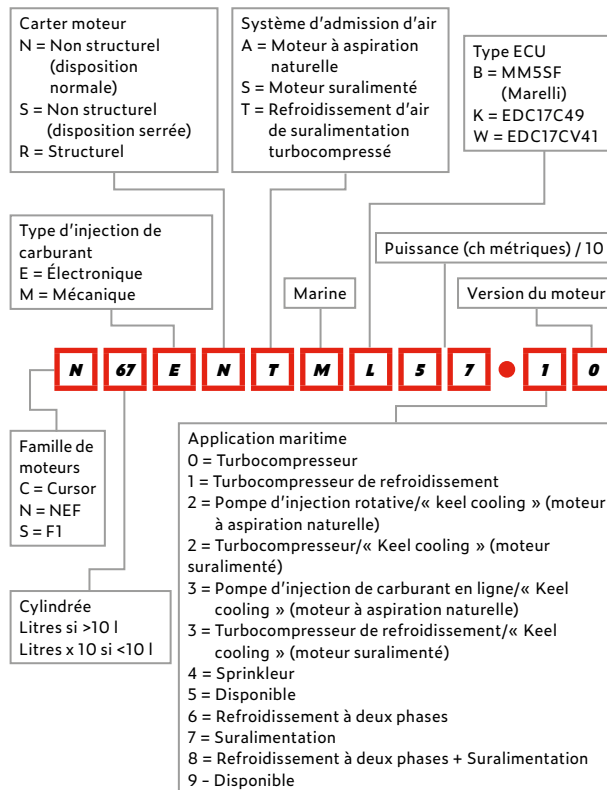 Carter moteur
N = Non structurel
(disposition
normale)
S = Non structurel
(disposition serrée)
R = Structurel
Système d'admission d'air
A = Moteur à aspiration
naturelle
S = Moteur suralimenté
T = Refroidissement d'air
de suralimentation
turbocompressé
Type ECU
B = MM5SF
(Marelli)
K = EDC17C49
W = EDC17CV41
Type d'injection de
carburant
E = Électronique
M = Mécanique
Marine
Puissance (ch métriques) / 10
Version du moteur
N 67 E N T M L 5 7 • 1 0
Famille de
moteurs
C = Cursor
N = NEF
S = F1
Cylindrée
Litres si >10 l
Litres x 10 si <10 l
Application maritime
0 = Turbocompresseur
1 = Turbocompresseur de refroidissement
2 = Pompe d'injection rotative/« keel cooling » (moteur
à aspiration naturelle)
2 = Turbocompresseur/« Keel cooling » (moteur
suralimenté)
3 = Pompe d'injection de carburant en ligne/« Keel
cooling » (moteur à aspiration naturelle)
3 = Turbocompresseur de refroidissement/« Keel
cooling » (moteur suralimenté)
4 = Sprinkleur
5 = Disponible
6 = Refroidissement à deux phases
7 = Suralimentation
8 = Refroidissement à deux phases + Suralimentation
9 - Disponible